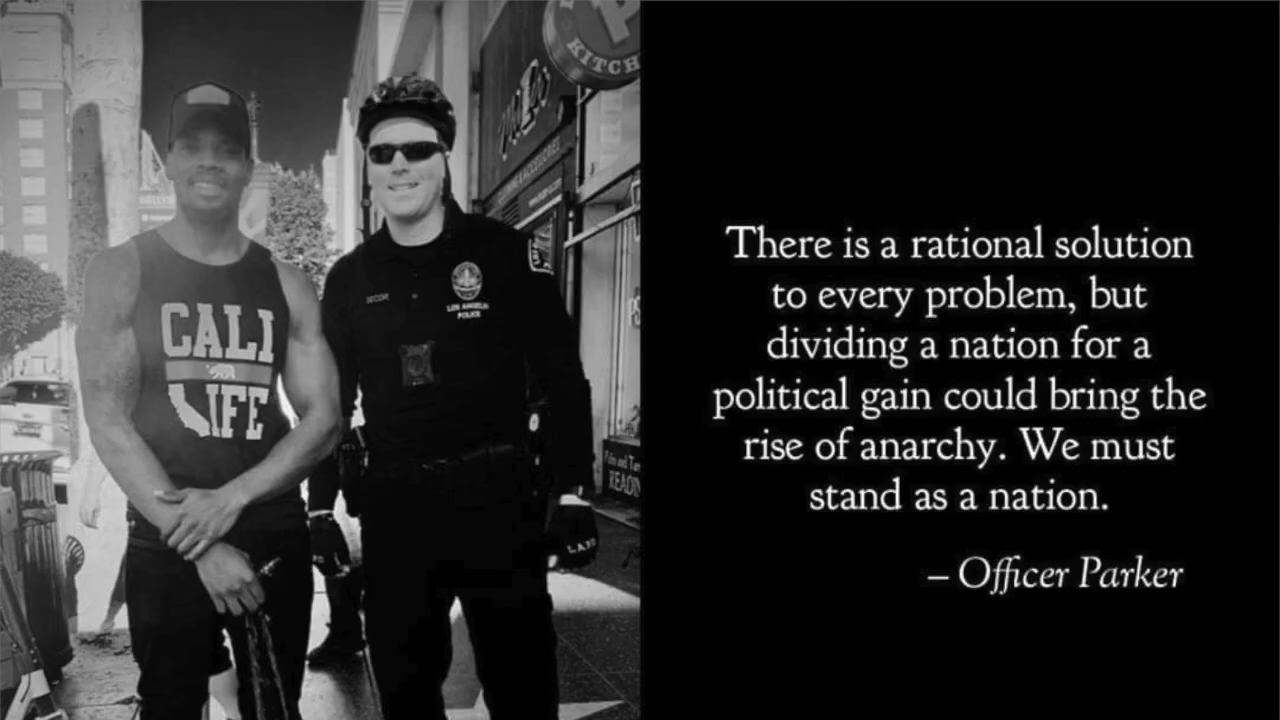 KITCH
CALI
LIFE
LOS ANGELES
POLICE
There is a rational solution
to every problem, but
dividing a nation for a
political gain could bring the
rise of anarchy. We must
stand as a nation.
– Officer Parker